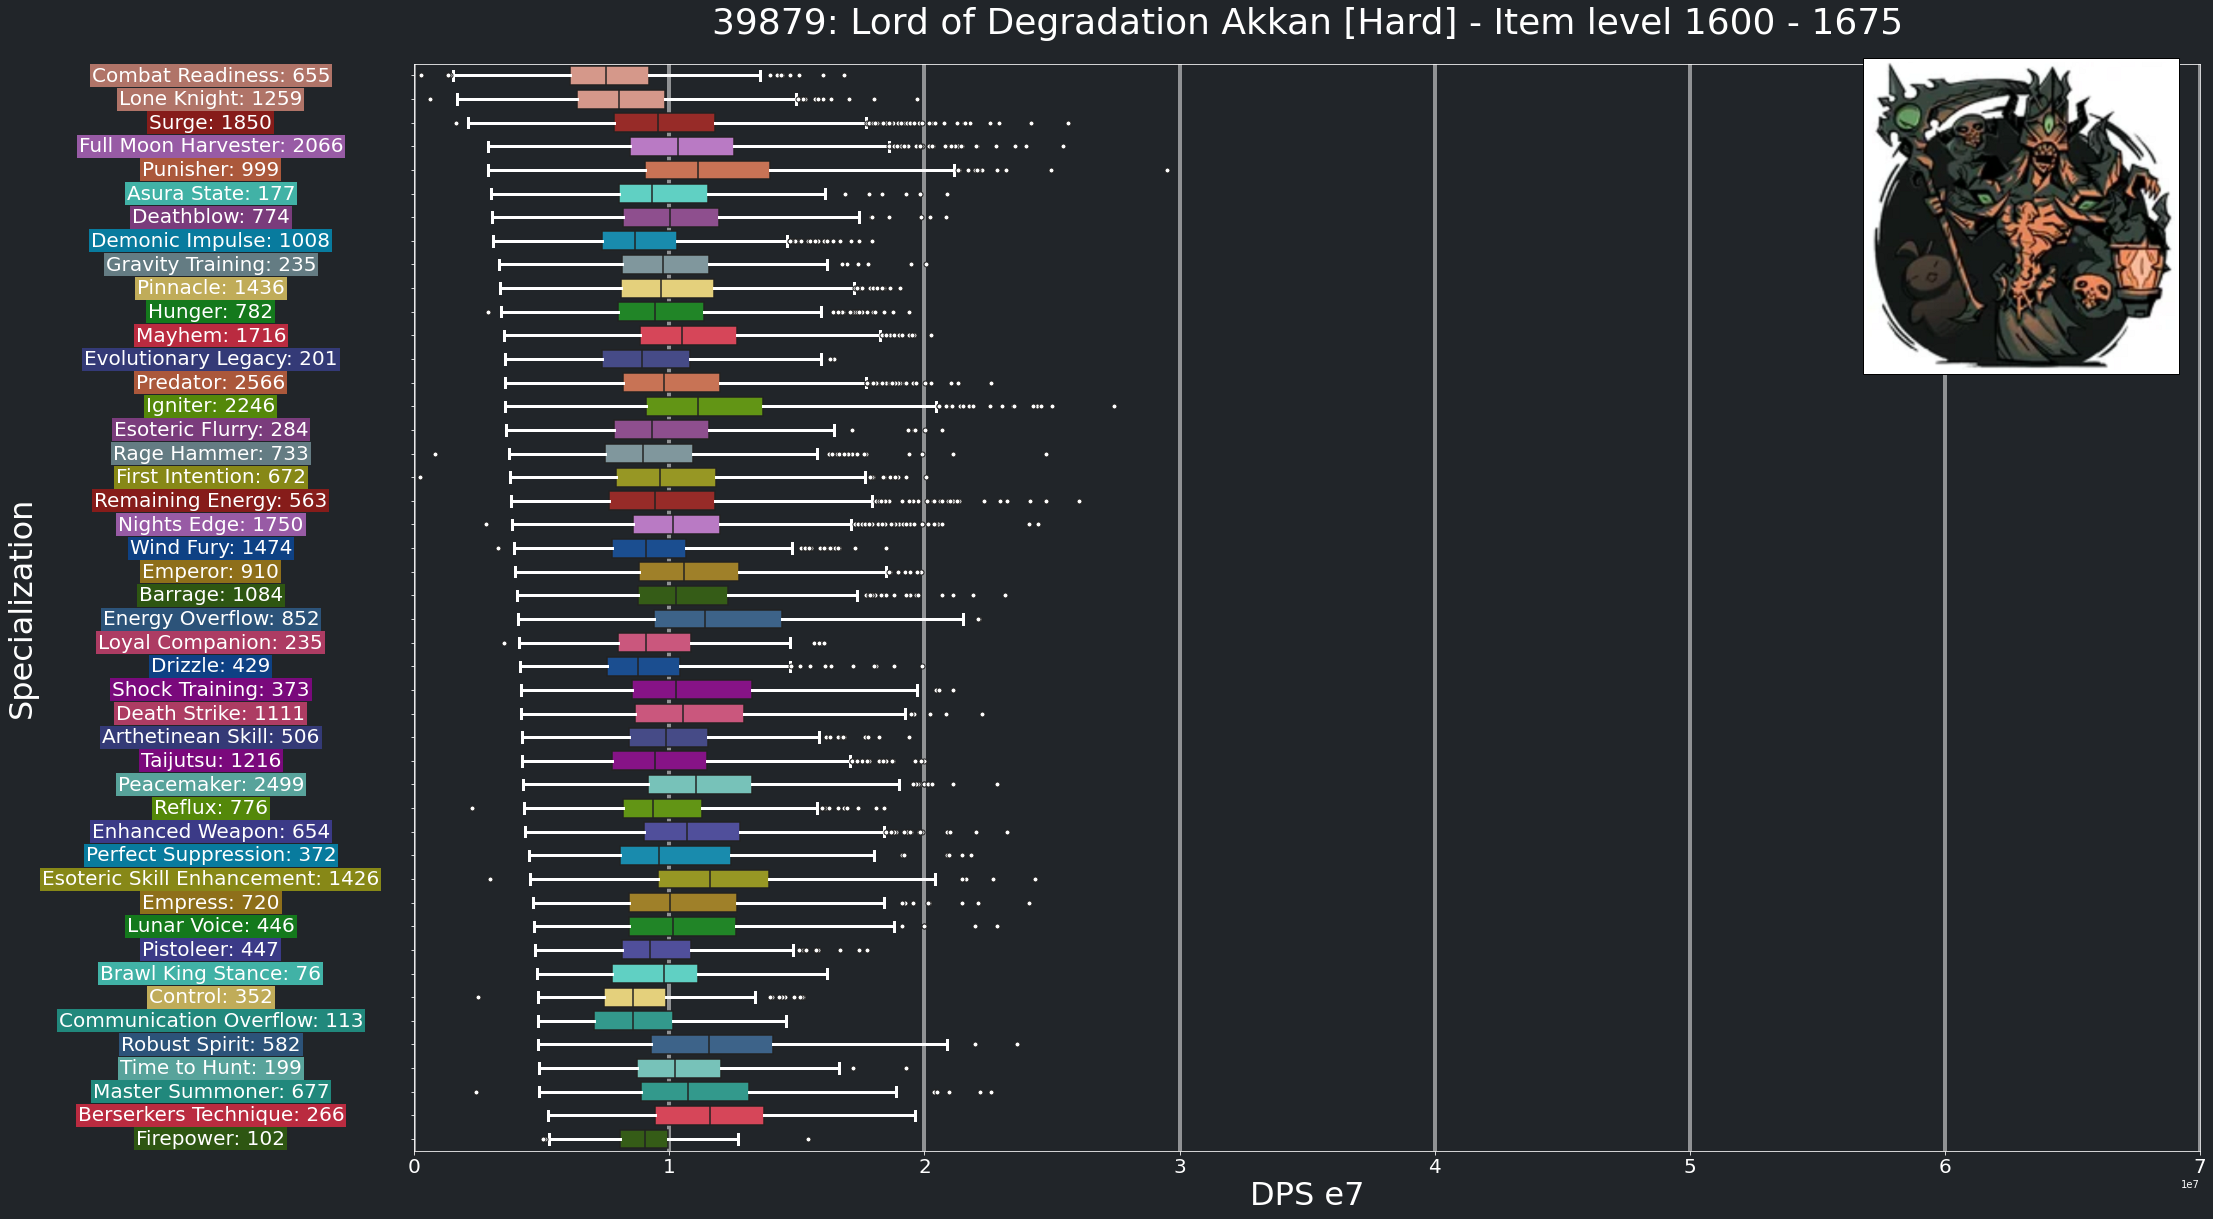 39879: Lord of Degradation Akkan [Hard] - Item level 1600 - 1675
Combat Readiness: 655
Lone Knight: 1259
Surge: 1850
Full Moon Harvester: 2066
Punisher: 999
Asura State: 177
Deathblow: 774
Demonic Impulse: 1008
Gravity Training: 235
Pinnacle: 1436
Hunger: 782
Mayhem: 1716
Evolutionary Legacy: 201
Predator: 2566
Igniter: 2246
Esoteric Flurry: 284
Rage Hammer: 733
First Intention: 672
Remaining Energy: 563
Nights Edge: 1750
Wind Fury: 1474
Emperor: 910
Barrage: 1084
Energy Overflow: 852
Loyal Companion: 235
Drizzle: 429
Shock Training: 373
Death Strike: 1111
Arthetinean Skill: 506
Taijutsu: 1216
Peacemaker: 2499
Reflux: 776
Enhanced Weapon: 654
Perfect Suppression: 372
Esoteric Skill Enhancement: 1426
Empress: 720
Lunar Voice: 446
Pistoleer: 447
Brawl King Stance: 76
Control: 352
Communication Overflow: 113
Robust Spirit: 582
Time to Hunt: 199
Master Summoner: 677
Berserkers Technique: 266
Firepower: 102
Specialization
0 1 2 3 4 5 6 7
1e7
DPS e7